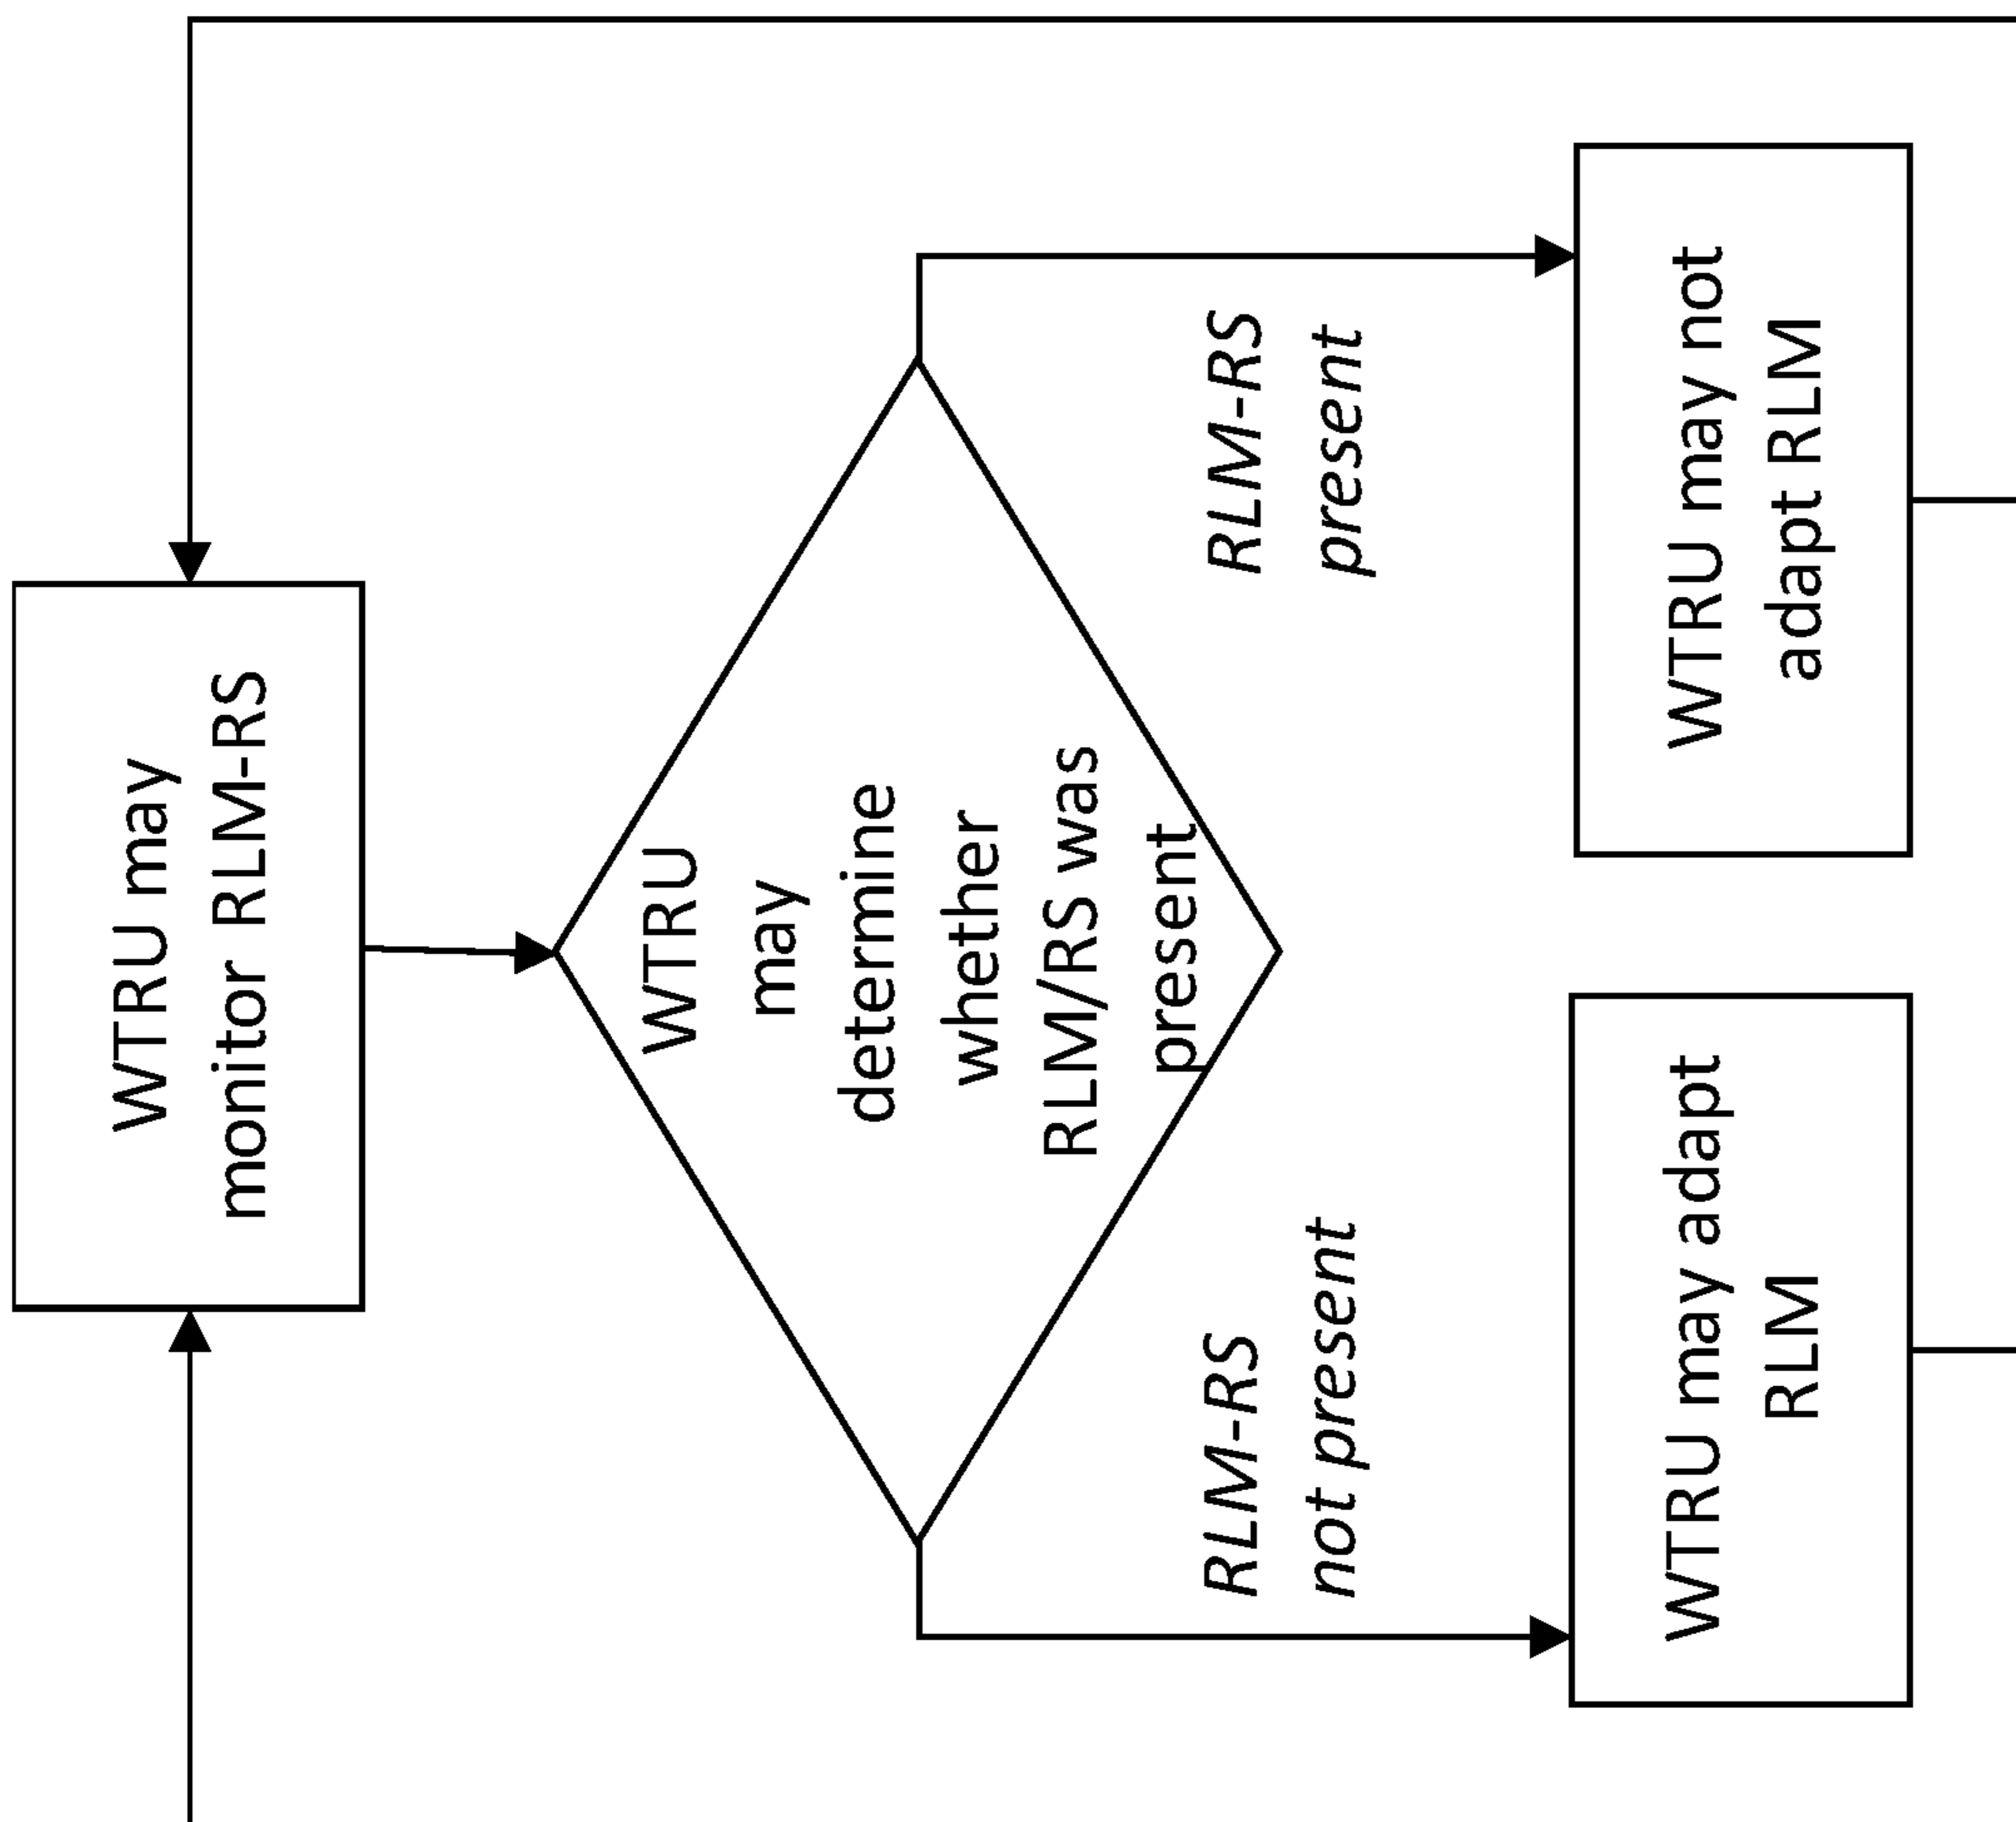 WTRU may
monitor RLM-RS
WTRU
may
determine
whether
RLM/RS was
present
RLM-RS
not present
RLM-RS
present
WTRU may adapt
RLM
WTRU may not
adapt RLM